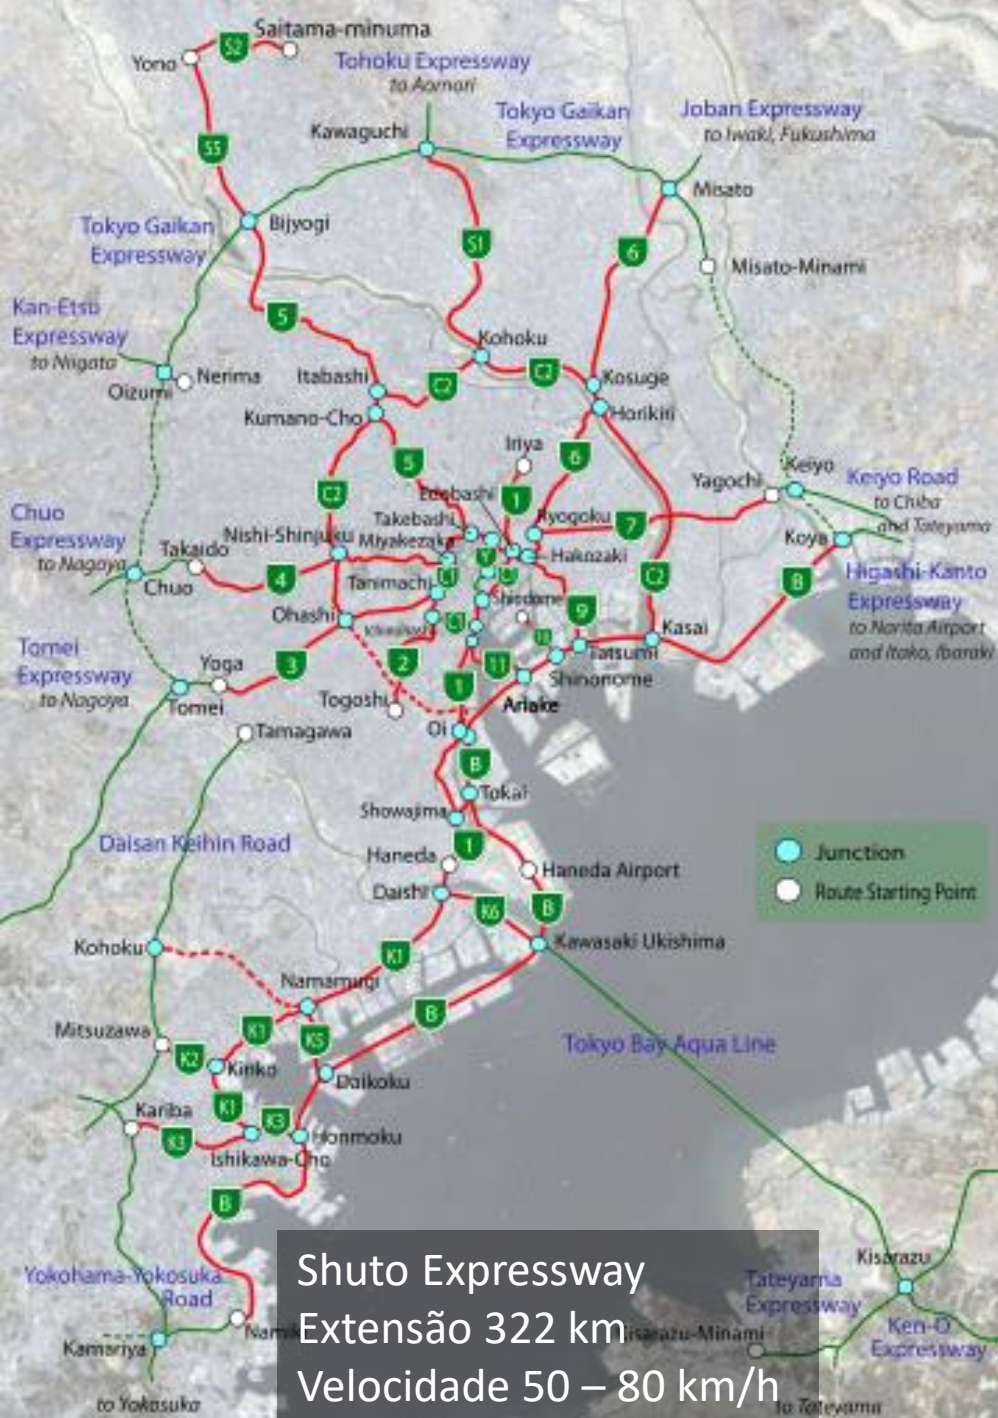 Saitama-minuma
S2
Yono
Tohoku Expressway
to Aomori
Tokyo Gaikan
Expressway
Joban Expressway
to Iwaki, Fukushima
Kawaguchi
S5
Misato
Tokyo Gaikan
Expressway
Bijyogi
S1
6
Misato-Minami
Kan-Etsu
Expressway
to Niigata
5
Kohoku
Oizumi
Nerima
Itabashi
C2
C2
Kosuge
Kumano-Cho
Horikiri
Iriya
5
6
Yagochi
Keiyo
Keiyo Road
to Chiba
and Tateyama
C2
Edobashi
1
Takebashi
Ryogoku
7
Chuo
Expressway
to Nagoya
Takaido
Nishi-Shinjuku
Miyakezaka
Hakozaki
Koya
Chuo
4
Tanimachi
C1
Y
C2
B
Higashi-Kanto
Expressway
to Narita Airport
and Itako, Ibaraki
Ohashi
C1
Shiodome
9
Kasai
Tomei
Expressway
to Nagoya
Yoga
3
2
11
10
Tatsumi
Tomei
Togoshi
1
Shinonome
Ariake
Tamagawa
Oi
B
Tokai
Showajima
Daisan Keihin Road
1
Haneda
Haneda Airport
Junction
Daishi
K6
B
Route Starting Point
Kohoku
K1
Kawasaki Ukishima
Namamugi
B
Mitsuzawa
K1
K5
Tokyo Bay Aqua Line
K2
Kinko
Daikoku
Kariba
K1
K3
K3
Honmoku
Ishikawa-Cho
B
Shuto Expressway
Extensão 322 km
Velocidade 50 – 80 km/h
Kisarazu
Yokohama-Yokosuka
Road
Tateyama
Expressway
Ken-O
Expressway
Kisarazu-Minami
Kamariya
to Yokosuka
to Tateyama